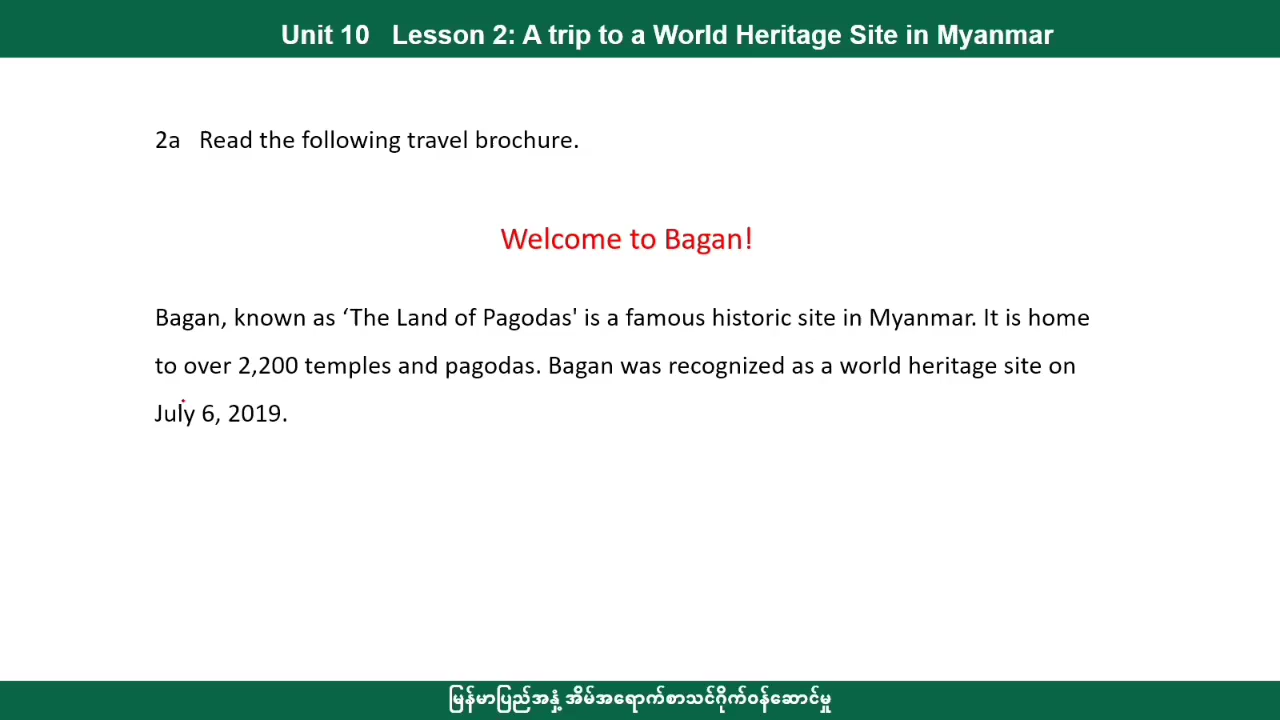 Unit 10 Lesson 2: A trip to a World Heritage Site in Myanmar
2a Read the following travel brochure.
Welcome to Bagan!
Bagan, known as ‘The Land of Pagodas' is a famous historic site in Myanmar. It is home
to over 2,200 temples and pagodas. Bagan was recognized as a world heritage site on
July 6, 2019.
မြန်မာပြည်အနှံ့ အိမ်အရောက်စာသင်ဂိုက်ဝန်ဆောင်မှု